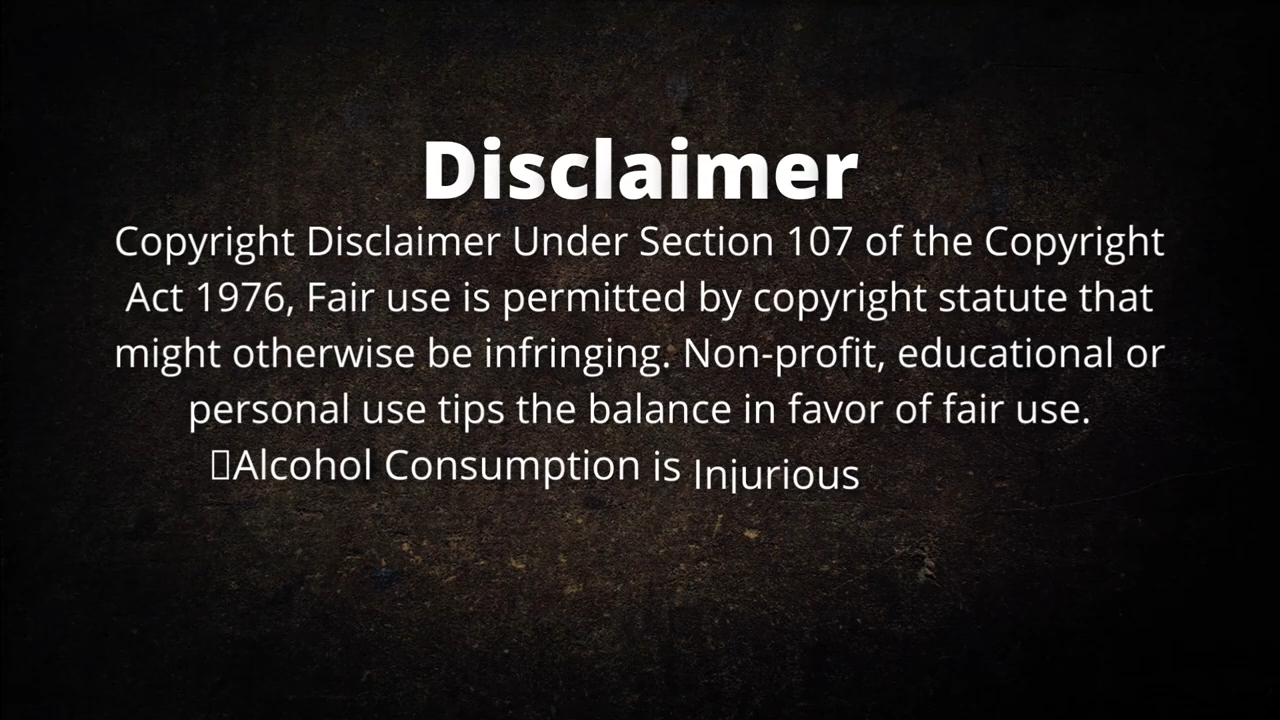 Disclaimer
Copyright Disclaimer Under Section 107 of the Copyright
Act 1976, Fair use is permitted by copyright statute that
might otherwise be infringing. Non-profit, educational or
personal use tips the balance in favor of fair use.
▯Alcohol Consumption is Injurious